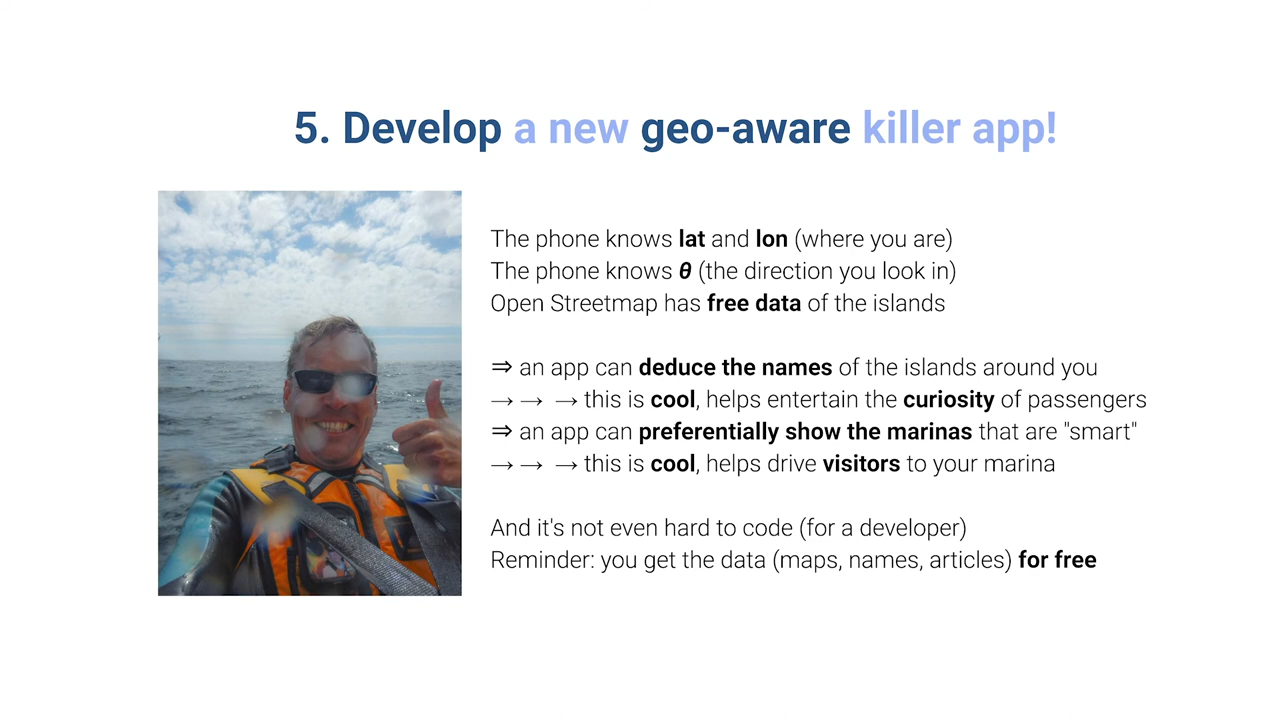 5. Develop a new geo-aware killer app!
The phone knows lat and lon (where you are)
The phone knows θ (the direction you look in)
Open Streetmap has free data of the islands
⇒ an app can deduce the names of the islands around you
→ → → this is cool, helps entertain the curiosity of passengers
⇒ an app can preferentially show the marinas that are "smart"
→ → → this is cool, helps drive visitors to your marina
And it's not even hard to code (for a developer)
Reminder: you get the data (maps, names, articles) for free